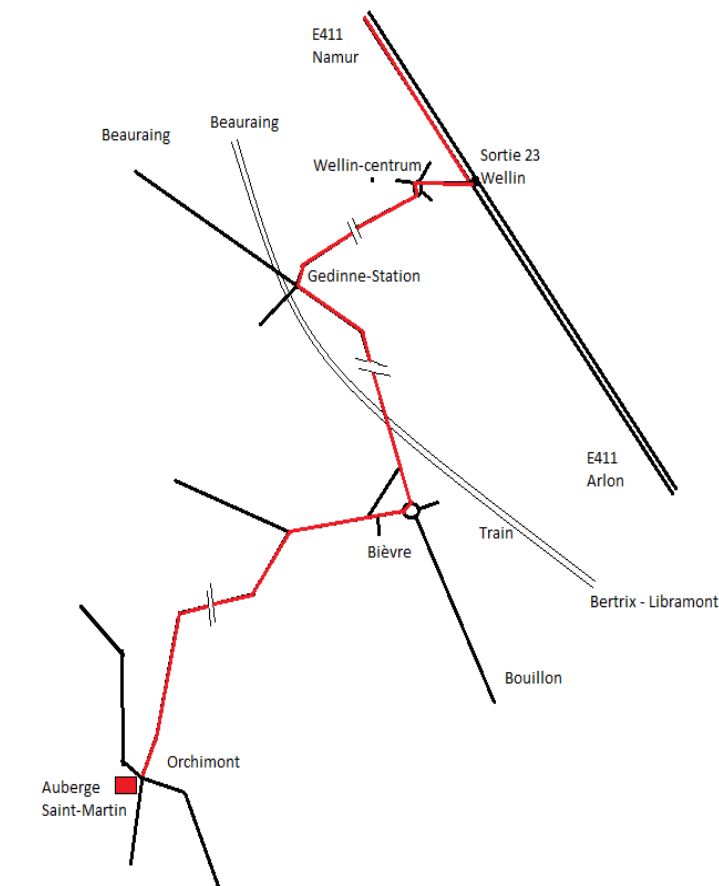 E411
Namur
Beauraing
Beauraing
Wellin-centrum
Sortie 23
Wellin
Gedinne-Station
E411
Arlon
Train
Bièvre
Bertrix - Libramont
Bouillon
Orchimont
Auberge
Saint-Martin